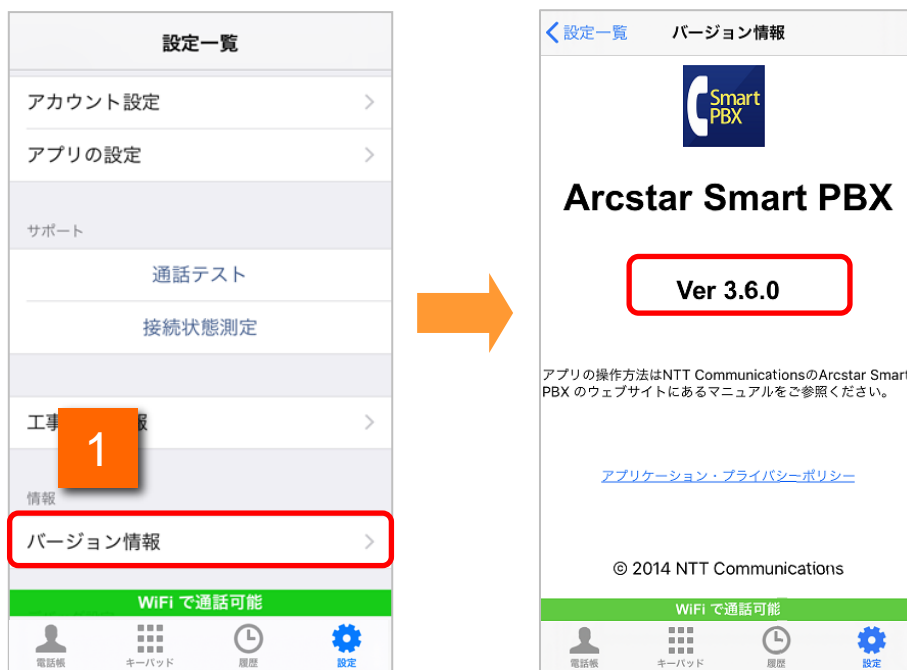 設定一覧
アカウント設定
アプリの設定
サポート
通話テスト
接続状態測定
工事
報
1
情報
バージョン情報
WiFi で通話可能
電話帳
キーパッド
履歴
設定
設定一覧
バージョン情報
Smart
PBX
Arcstar Smart PBX
Ver 3.6.0
アプリの操作方法はNTT CommunicationsのArcstar Smart
PBX のウェブサイトにあるマニュアルをご参照ください。
アプリケーション・プライバシーポリシー
© 2014 NTT Communications
WiFi で通話可能
電話帳
キーパッド
履歴
設定